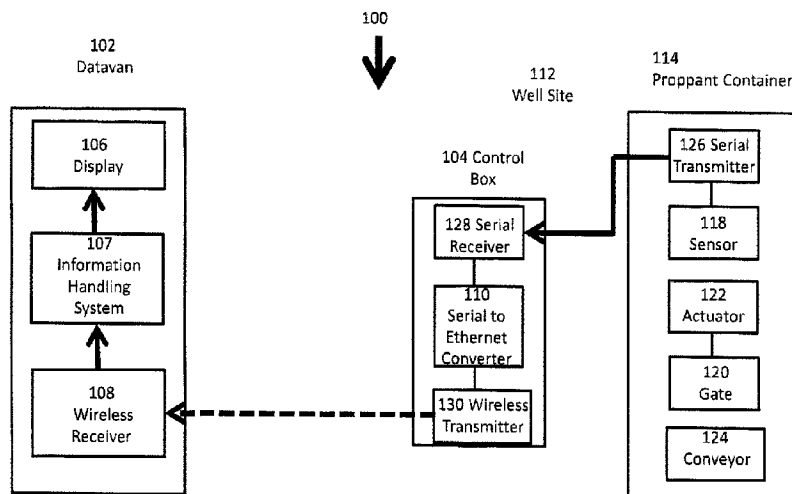 100
102
Datavan
106
Display
107
Information
Handling
System
108
Wireless
Receiver
112
Well Site
104 Control
Box
128 Serial
Receiver
110
Serial to
Ethernet
Converter
130 Wireless
Transmitter
114
Proppant Container
126 Serial
Transmitter
118
Sensor
122
Actuator
120
Gate
124
Conveyor